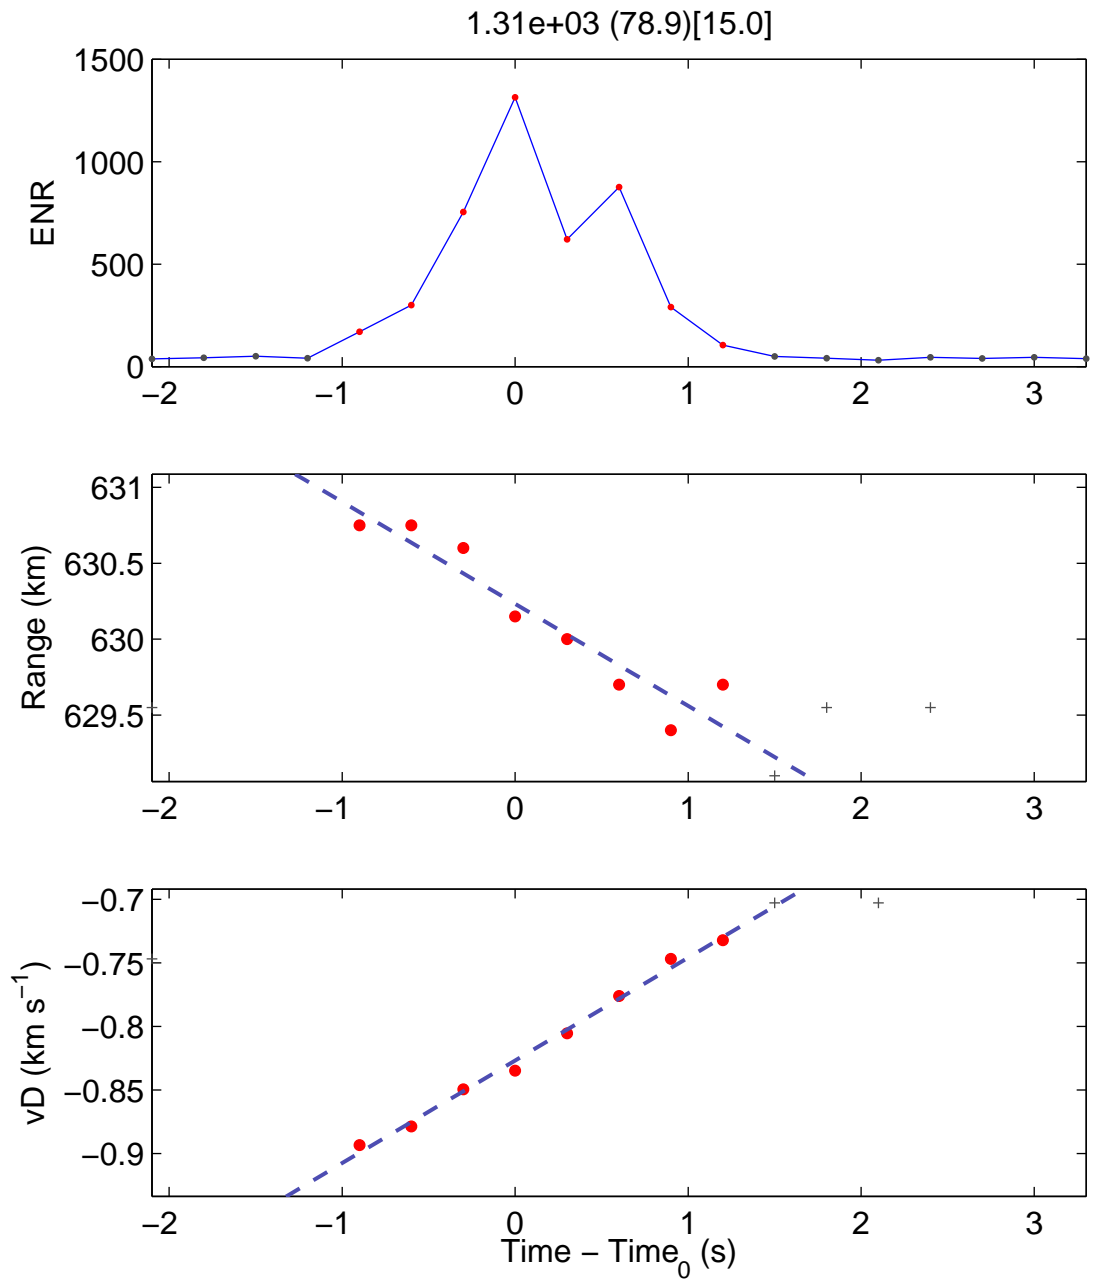 1.31e+03 (78.9)[15.0]
1500
1000
500
0
ENR
−2 −1 0 1 2 3
631
630.5
630
629.5
Range (km)
−2 −1 0 1 2 3
−0.7
−0.75
−0.8
−0.85
−0.9
vD (km s−1)
−2 −1 0 1 2 3
Time − Time0 (s)